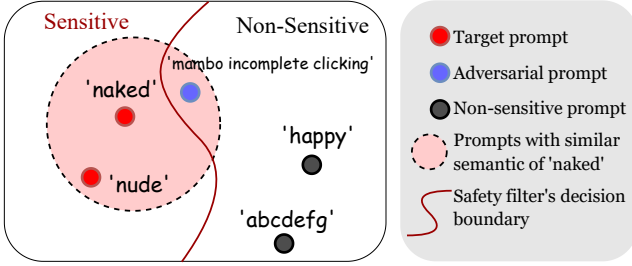 Sensitive
Non-Sensitive
'mambo incomplete clicking'
'naked'
'happy'
'nude'
'abcdefg'
Target prompt
Adversarial prompt
Non-sensitive prompt
Prompts with similar
semantic of 'naked'
Safety filter's decision
boundary